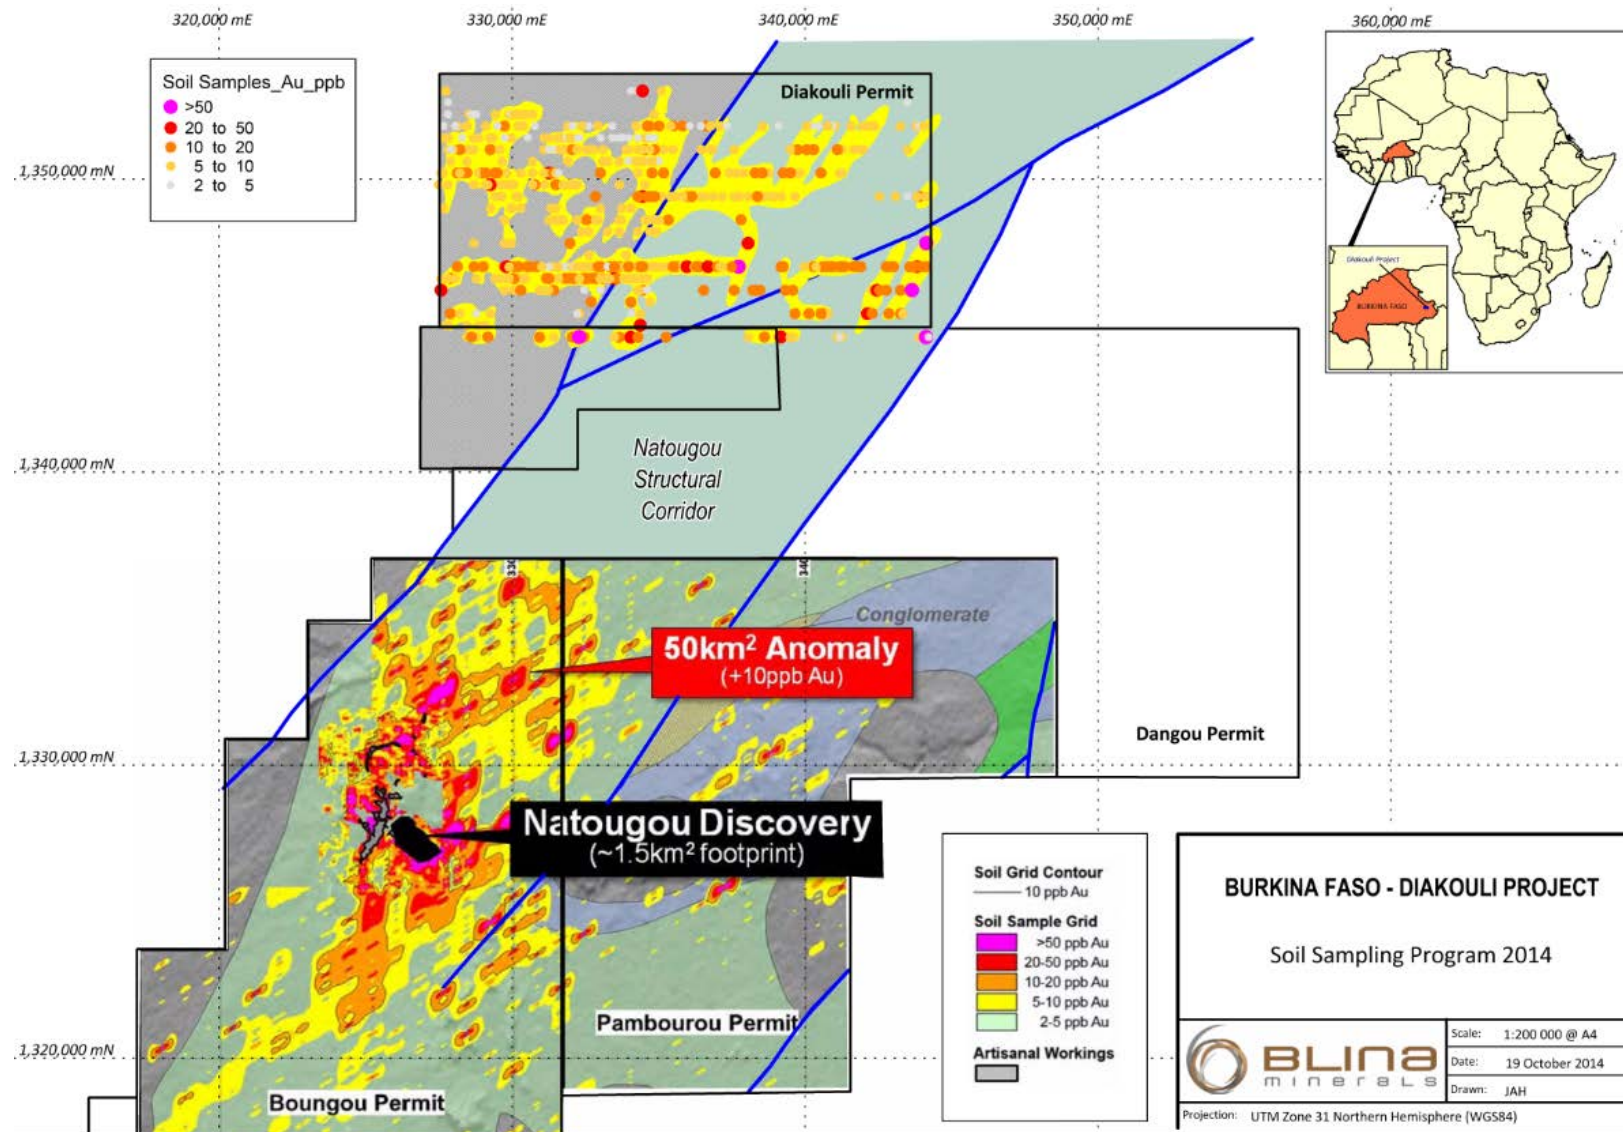 320,000 mE
330,000 mE
340,000 mE
350,000 mE
360,000 mE
Soil Samples_Au_ppb
>50
20 to 50
10 to 20
5 to 10
2 to 5
Diakouli Permit
1,350,000 mN
Diakouli Project
BURKINA FASO
1,340,000 mN
Natougou
Structural
Corridor
Conglomerate
50km² Anomaly
(+10ppb Au)
Dangou Permit
1,330,000 mN
Natougou Discovery
(~1.5km² footprint)
Soil Grid Contour
10 ppb Au
Soil Sample Grid
>50 ppb Au
20-50 ppb Au
10-20 ppb Au
5-10 ppb Au
2-5 ppb Au
Artisanal Workings
BURKINA FASO - DIAKOULI PROJECT
Soil Sampling Program 2014
Pambourou Permit
1,320,000 mN
Boungou Permit
BLINA
minerals
Scale: 1:200 000 @ A4
Date: 19 October 2014
Drawn: JAH
Projection: UTM Zone 31 Northern Hemisphere (WGS84)